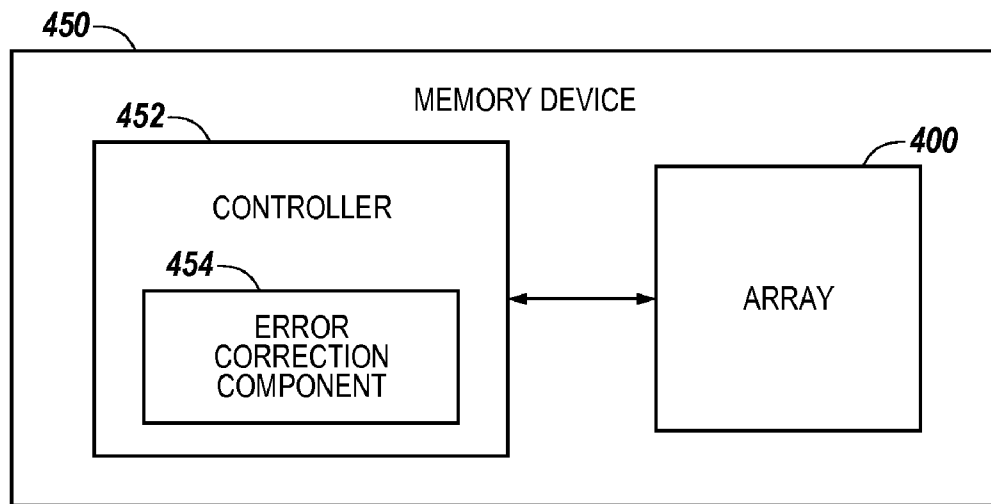 450
MEMORY DEVICE
452
400
CONTROLLER
454
ERROR
CORRECTION
COMPONENT
ARRAY